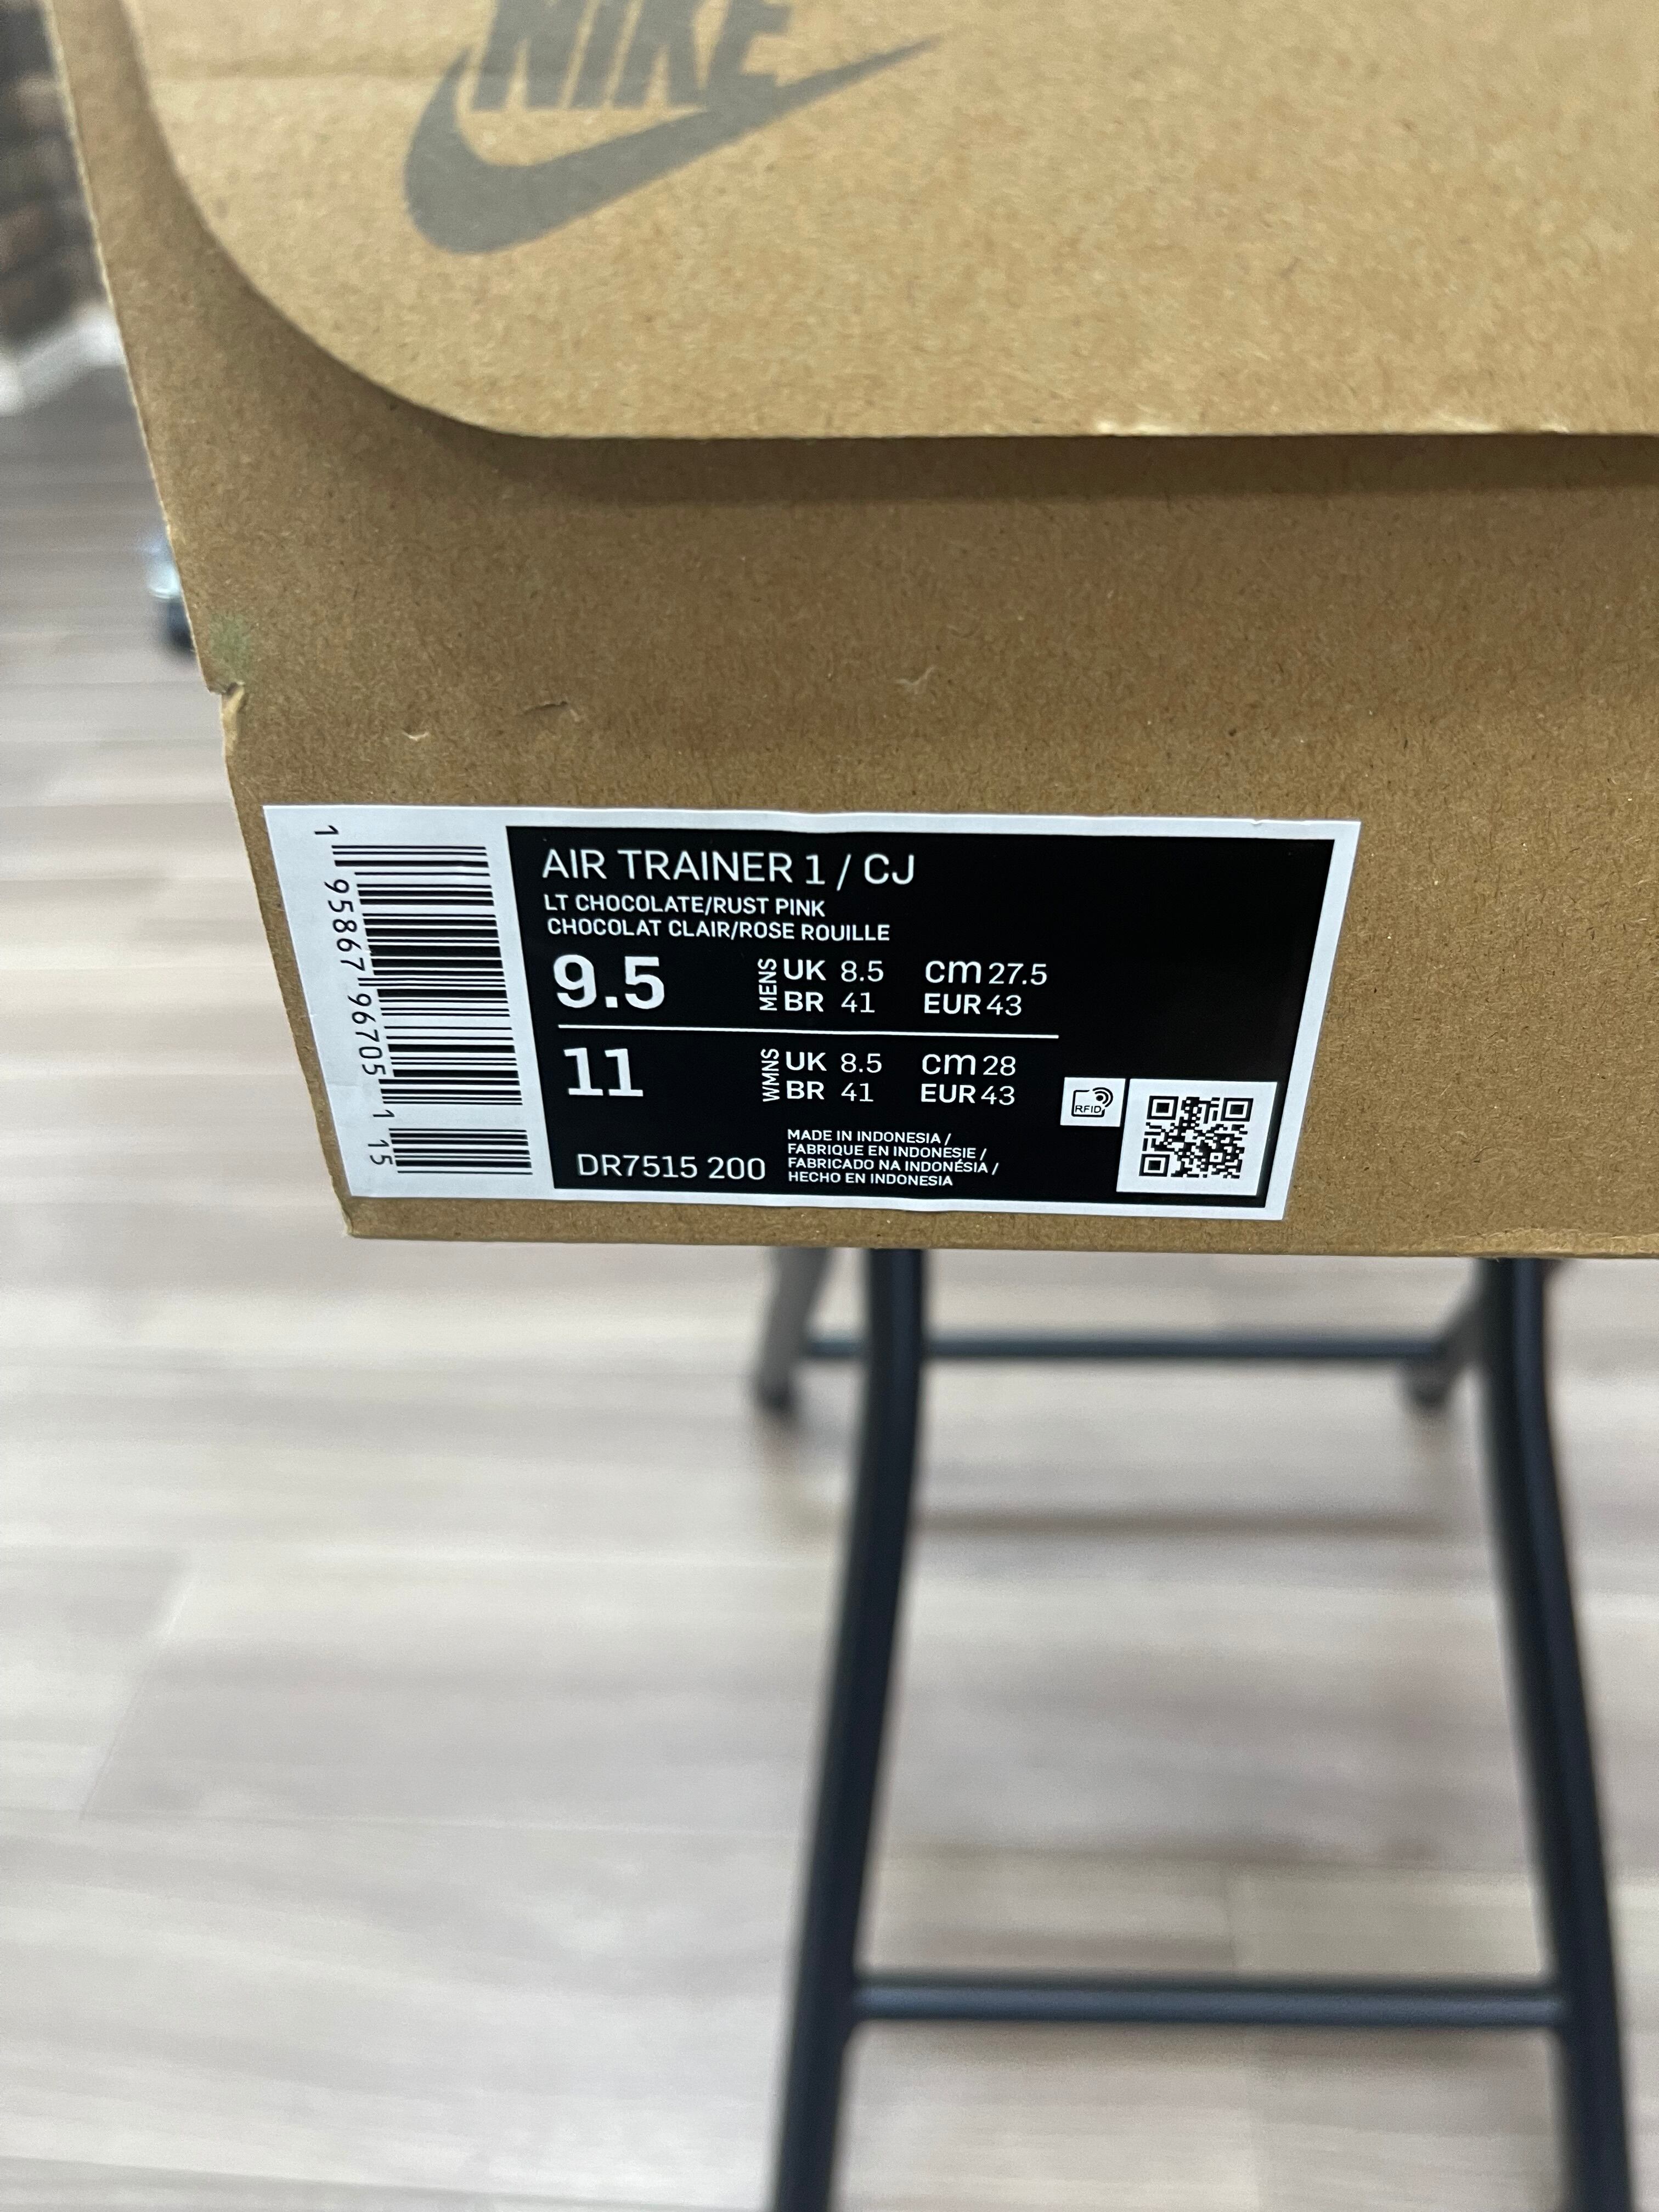 NIKE
AIR TRAINER 1 / CJ
LT CHOCOLATE/RUST PINK
CHOCOLAT CLAIR/ROSE ROUILLE
9.5 MENS UK 8.5 cm 27.5
BR 41 EUR 43
11 WMNS UK 8.5 cm 28
BR 41 EUR 43
RFID
DR7515 200
MADE IN INDONESIA /
FABRIQUE EN INDONESIE /
FABRICADO NA INDONÉSIA /
HECHO EN INDONESIA
1 95867 96705 1 15